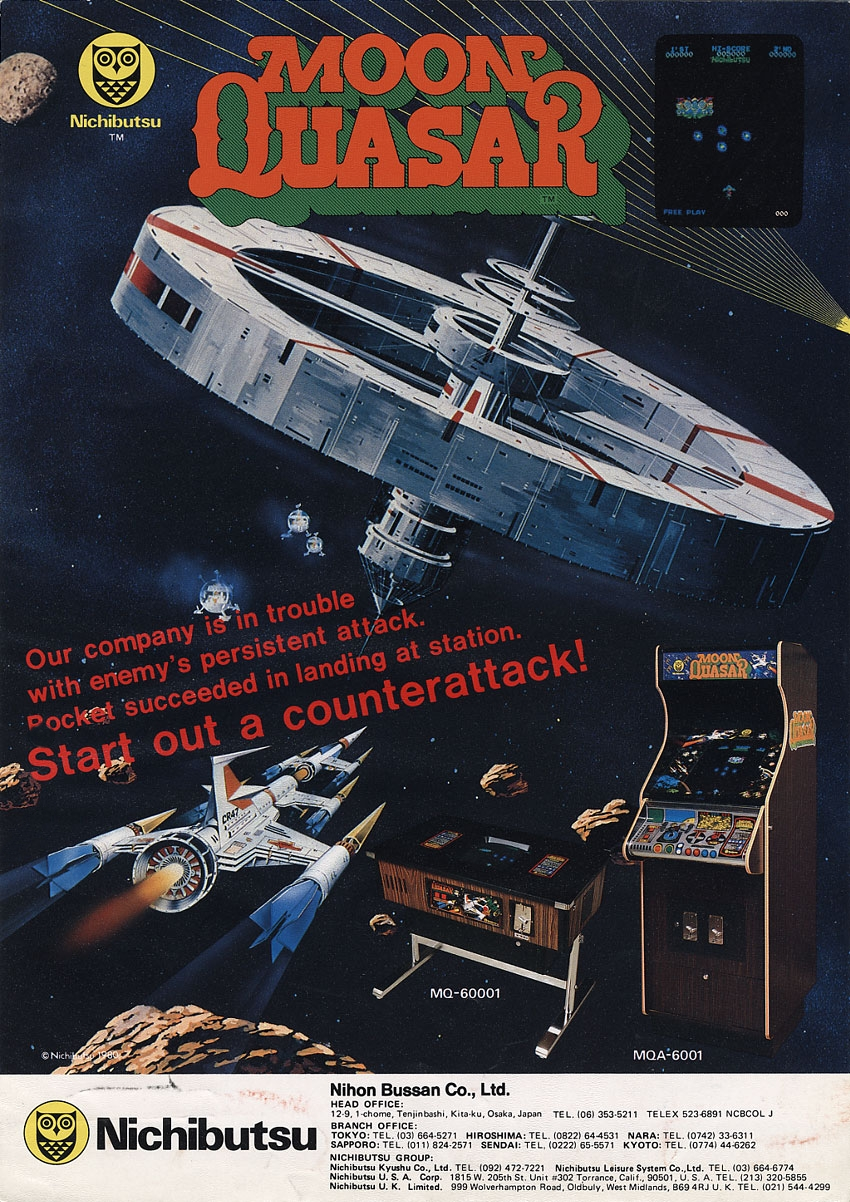 Nichibutsu
TM
MOON
QUASAR
TM
1'ST HI-SCORE 2'ND
000000 005000 000000
Nichibutsu
FREE PLAY 000
Our company is in trouble
with enemy's persistent attack.
Pocket succeeded in landing at station.
Start out a counterattack!
CR47
MOON
QUASAR
MQ-60001
MQA-6001
© Nichibutsu 1980
Nichibutsu
Nihon Bussan Co., Ltd.
HEAD OFFICE:
12-9, 1-chome, Tenjinbashi, Kita-ku, Osaka, Japan TEL. (06) 353-5211 TELEX 523-6891 NCBCOL J
BRANCH OFFICE:
TOKYO: TEL. (03) 664-5271 HIROSHIMA: TEL. (0822) 64-4531 NARA: TEL. (0742) 33-6311
SAPPORO: TEL. (011) 824-2571 SENDAI: TEL, (0222) 65-5571 KYOTO: TEL. (0774) 44-6262
NICHIBUTSU GROUP:
Nichibutsu Kyushu Co., Ltd. TEL. (092) 472-7221 Nichibutsu Leisure System Co.,Ltd. TEL. (03) 664-6774
Nichibutsu U. S. A. Corp. 1815 W. 205th St. Unit #302 Torrance, Calif., 90501, U. S. A. TEL. (213) 320-5855
Nichibutsu U. K. Limited. 999 Wolverhampton Road, Oldbuly, West Midlands, B69 4RJ U. K. TEL. (021) 544-4299